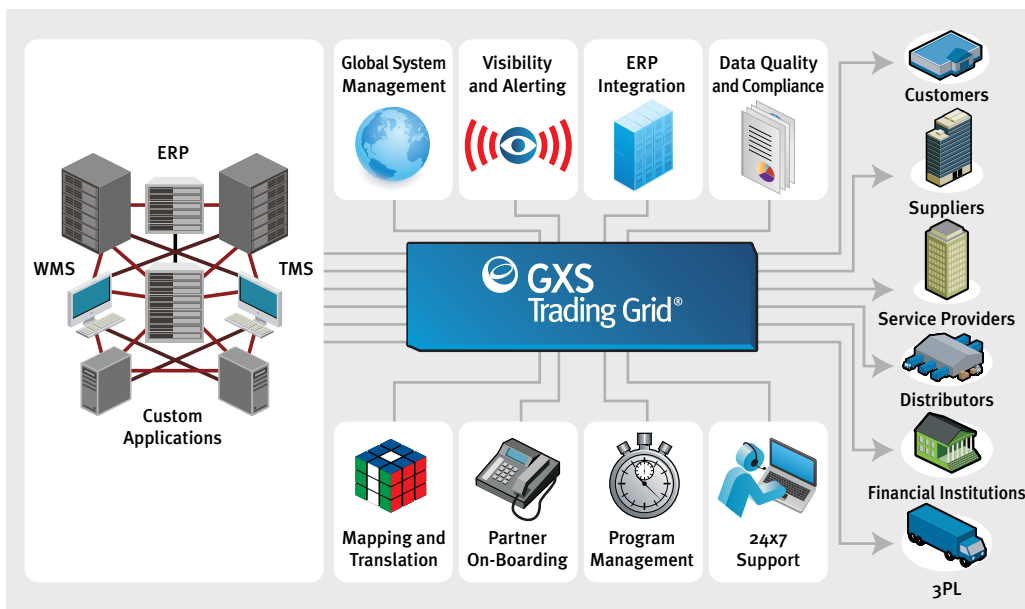 ERP
WMS
TMS
Custom
Applications
Global System
Management
Visibility
and Alerting
ERP
Integration
Data Quality
and Compliance
GXS
Trading Grid®
Mapping and
Translation
Partner
On-Boarding
Program
Management
24x7
Support
Customers
Suppliers
Service Providers
Distributors
Financial Institutions
3PL